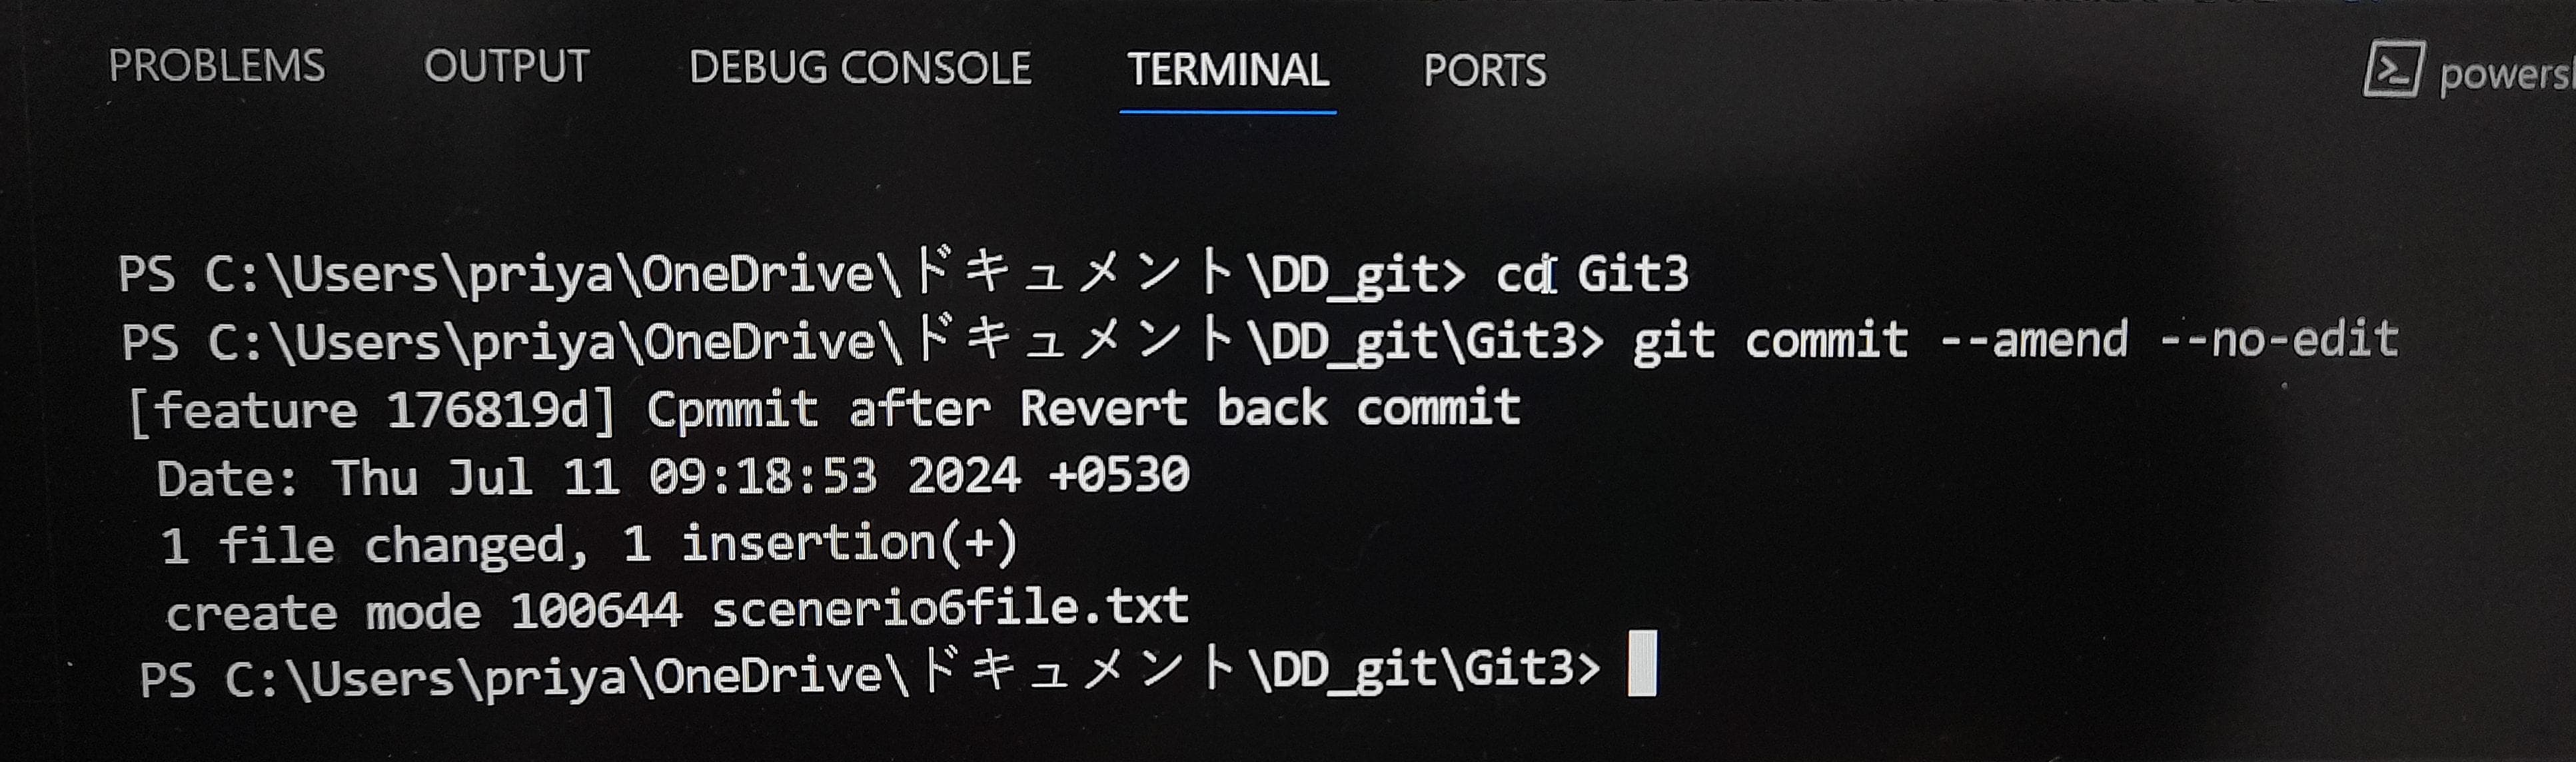 PROBLEMS OUTPUT DEBUG CONSOLE TERMINAL PORTS
PS C:\Users\priya\OneDrive\ドキュメント\DD_git> cd Git3
PS C:\Users\priya\OneDrive\ドキュメント\DD_git\Git3> git commit --amend --no-edit
[feature 176819d] Cpmmit after Revert back commit
Date: Thu Jul 11 09:18:53 2024 +0530
1 file changed, 1 insertion(+)
create mode 100644 scenerio6file.txt
PS C:\Users\priya\OneDrive\ドキュメント\DD_git\Git3>